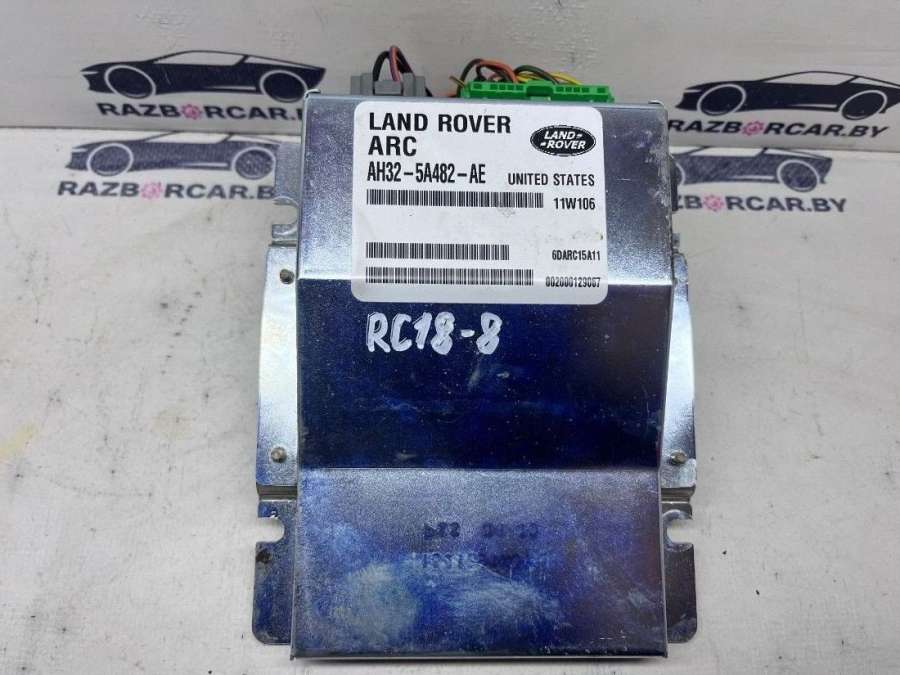 RAZBORCAR.BY
RAZBORCAR.BY
RAZBORCAR.BY
RAZBORCAR.BY
LAND ROVER
ARC
AH32-5A482-AE
LAND-
-ROVER
UNITED STATES
11W106
6DARC15A11
002000129087
RC18-8